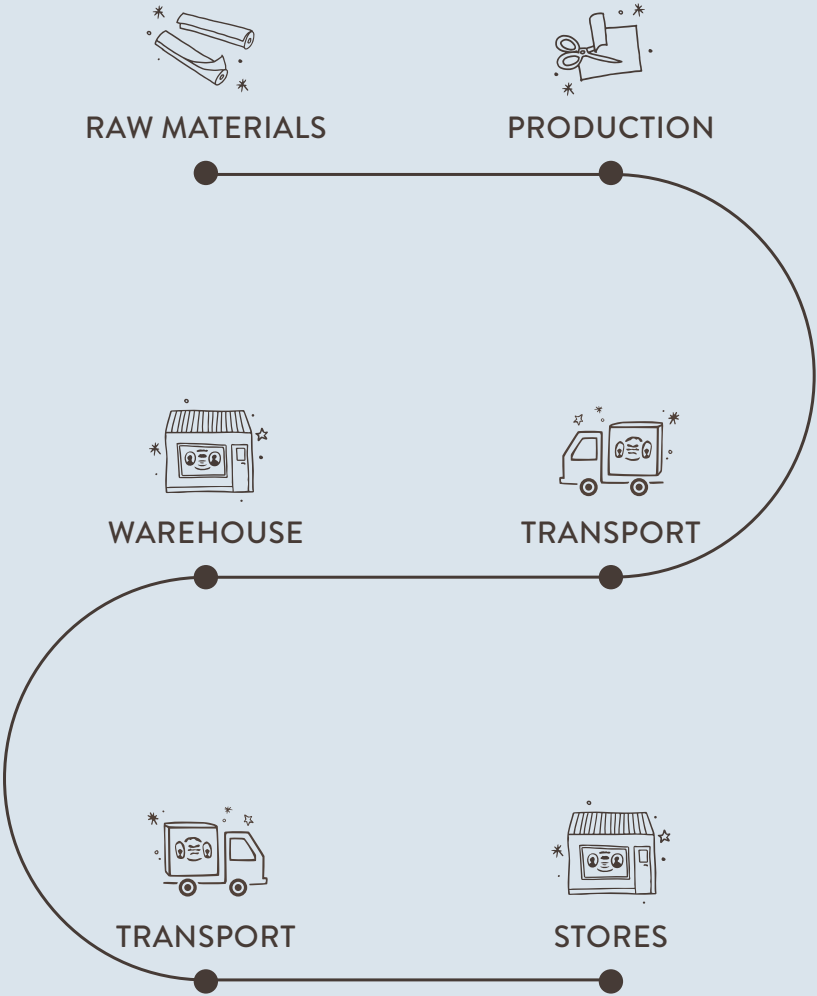 RAW MATERIALS
PRODUCTION
WAREHOUSE
TRANSPORT
TRANSPORT
STORES